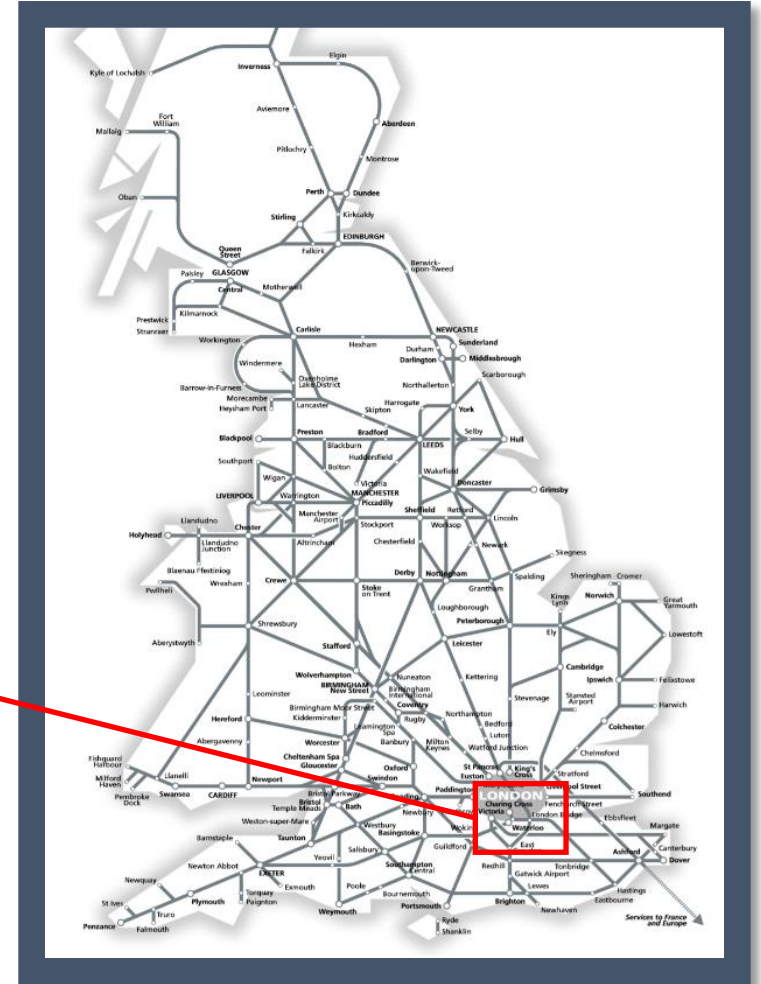 Elgin
Inverness
Kyle of Lochalsh
Aviemore
Fort
William
Mallaig
Aberdeen
Pitlochry
Montrose
Perth
Dundee
Oban
Stirling
Kirkcaldy
EDINBURGH
Queen
Street
Falkirk
Berwick-
upon-Tweed
Paisley
GLASGOW
Central
Motherwell
Prestwick
Kilmarnock
Stranraer
Carlisle
NEWCASTLE
Workington
Hexham
Sunderland
Durham
Darlington
Middlesbrough
Windermere
Scarborough
Oxenholme
Lake District
Barrow-in-Furness
Northallerton
Morecambe
Lancaster
Harrogate
Heysham Port
Skipton
York
Blackpool
Preston
Bradford
Selby
Blackburn
LEEDS
Hull
Huddersfield
Southport
Bolton
Wakefield
Wigan
Victoria
Doncaster
MANCHESTER
Grimsby
LIVERPOOL
Warrington
Piccadilly
Manchester
Airport
Sheffield
Retford
Llandudno
Stockport
Worksop
Lincoln
Chester
Holyhead
Llandudno
Junction
Altrincham
Chesterfield
Newark
Skegness
Blaenau Ffestiniog
Derby
Nottingham
Spalding
Sheringham
Cromer
Pwllheli
Wrexham
Crewe
Stoke
on Trent
Grantham
Kings
Lynn
Norwich
Great
Yarmouth
Loughborough
Peterborough
Shrewsbury
Ely
Lowestoft
Aberystwyth
Stafford
Leicester
Cambridge
Wolverhampton
Nuneaton
Kettering
Ipswich
Felixstowe
BIRMINGHAM
New Street
Birmingham
International
Leominster
Stevenage
Stansted
Airport
Birmingham Moor Street
Coventry
Harwich
Kidderminster
Rugby
Northampton
Hereford
Leamington
Spa
Bedford
Colchester
Worcester
Banbury
Milton
Keynes
Luton
Abergavenny
Watford Junction
Chelmsford
Cheltenham Spa
Oxford
St Pancras
King's
Cross
Fishguard
Harbour
Gloucester
Euston
Stratford
Llanelli
Swindon
Milford
Haven
Newport
Paddington
Liverpool Street
Pembroke
Dock
Swansea
CARDIFF
Bristol Parkway
LONDON
Southend
Bristol
Temple Meads
Bath
Charing Cross
Fenchurch Street
Newbury
Victoria
London Bridge
Ebbsfleet
Weston-super-Mare
Westbury
Waterloo
Margate
Barnstaple
Taunton
Basingstoke
Salisbury
Guildford
East
Ashford
Canterbury
Yeovil
Newton Abbot
Southampton
Central
Redhill
Tonbridge
Dover
Newquay
EXETER
Gatwick Airport
Exmouth
Poole
Lewes
Hastings
St Ives
Torquay
Bournemouth
Eastbourne
Plymouth
Paignton
Portsmouth
Brighton
Newhaven
Truro
Weymouth
Services to France
and Europe
Penzance
Falmouth
Ryde
Shanklin